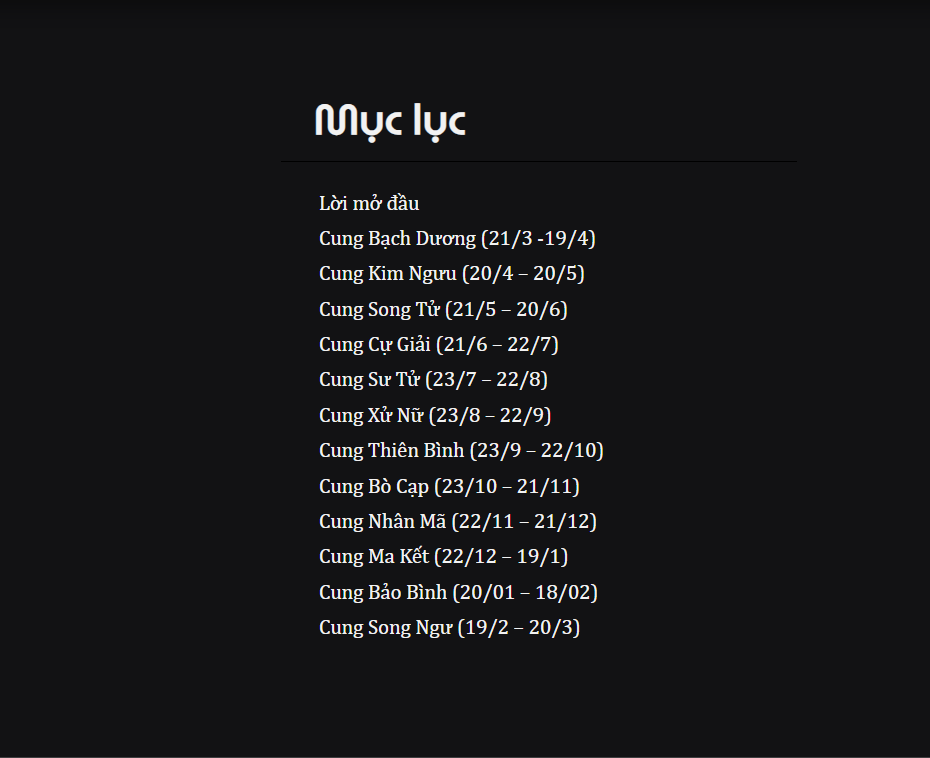 Mục lục
Lời mở đầu
Cung Bạch Dương (21/3 -19/4)
Cung Kim Ngưu (20/4 – 20/5)
Cung Song Tử (21/5 – 20/6)
Cung Cự Giải (21/6 – 22/7)
Cung Sư Tử (23/7 – 22/8)
Cung Xử Nữ (23/8 – 22/9)
Cung Thiên Bình (23/9 – 22/10)
Cung Bò Cạp (23/10 – 21/11)
Cung Nhân Mã (22/11 – 21/12)
Cung Ma Kết (22/12 – 19/1)
Cung Bảo Bình (20/01 – 18/02)
Cung Song Ngư (19/2 – 20/3)